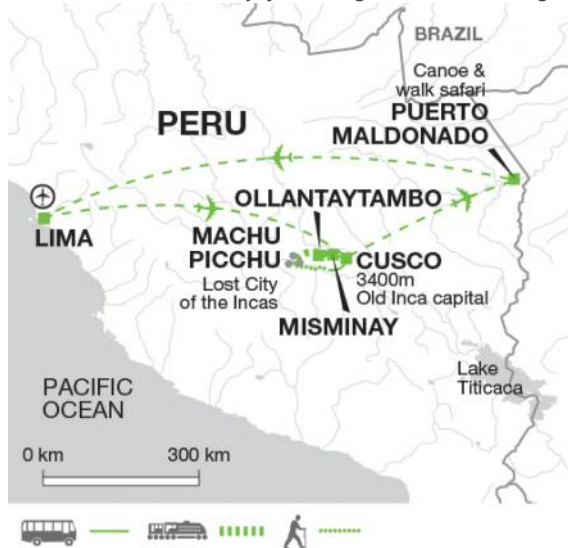 BRAZIL
Canoe &
walk safari
PUERTO
MALDONADO
PERU
OLLANTAYTAMBO
LIMA
MACHU
PICCHU
Lost City
of the Incas
CUSCO
3400m
Old Inca capital
MISMINAY
Lake
Titicaca
PACIFIC
OCEAN
0 km 300 km